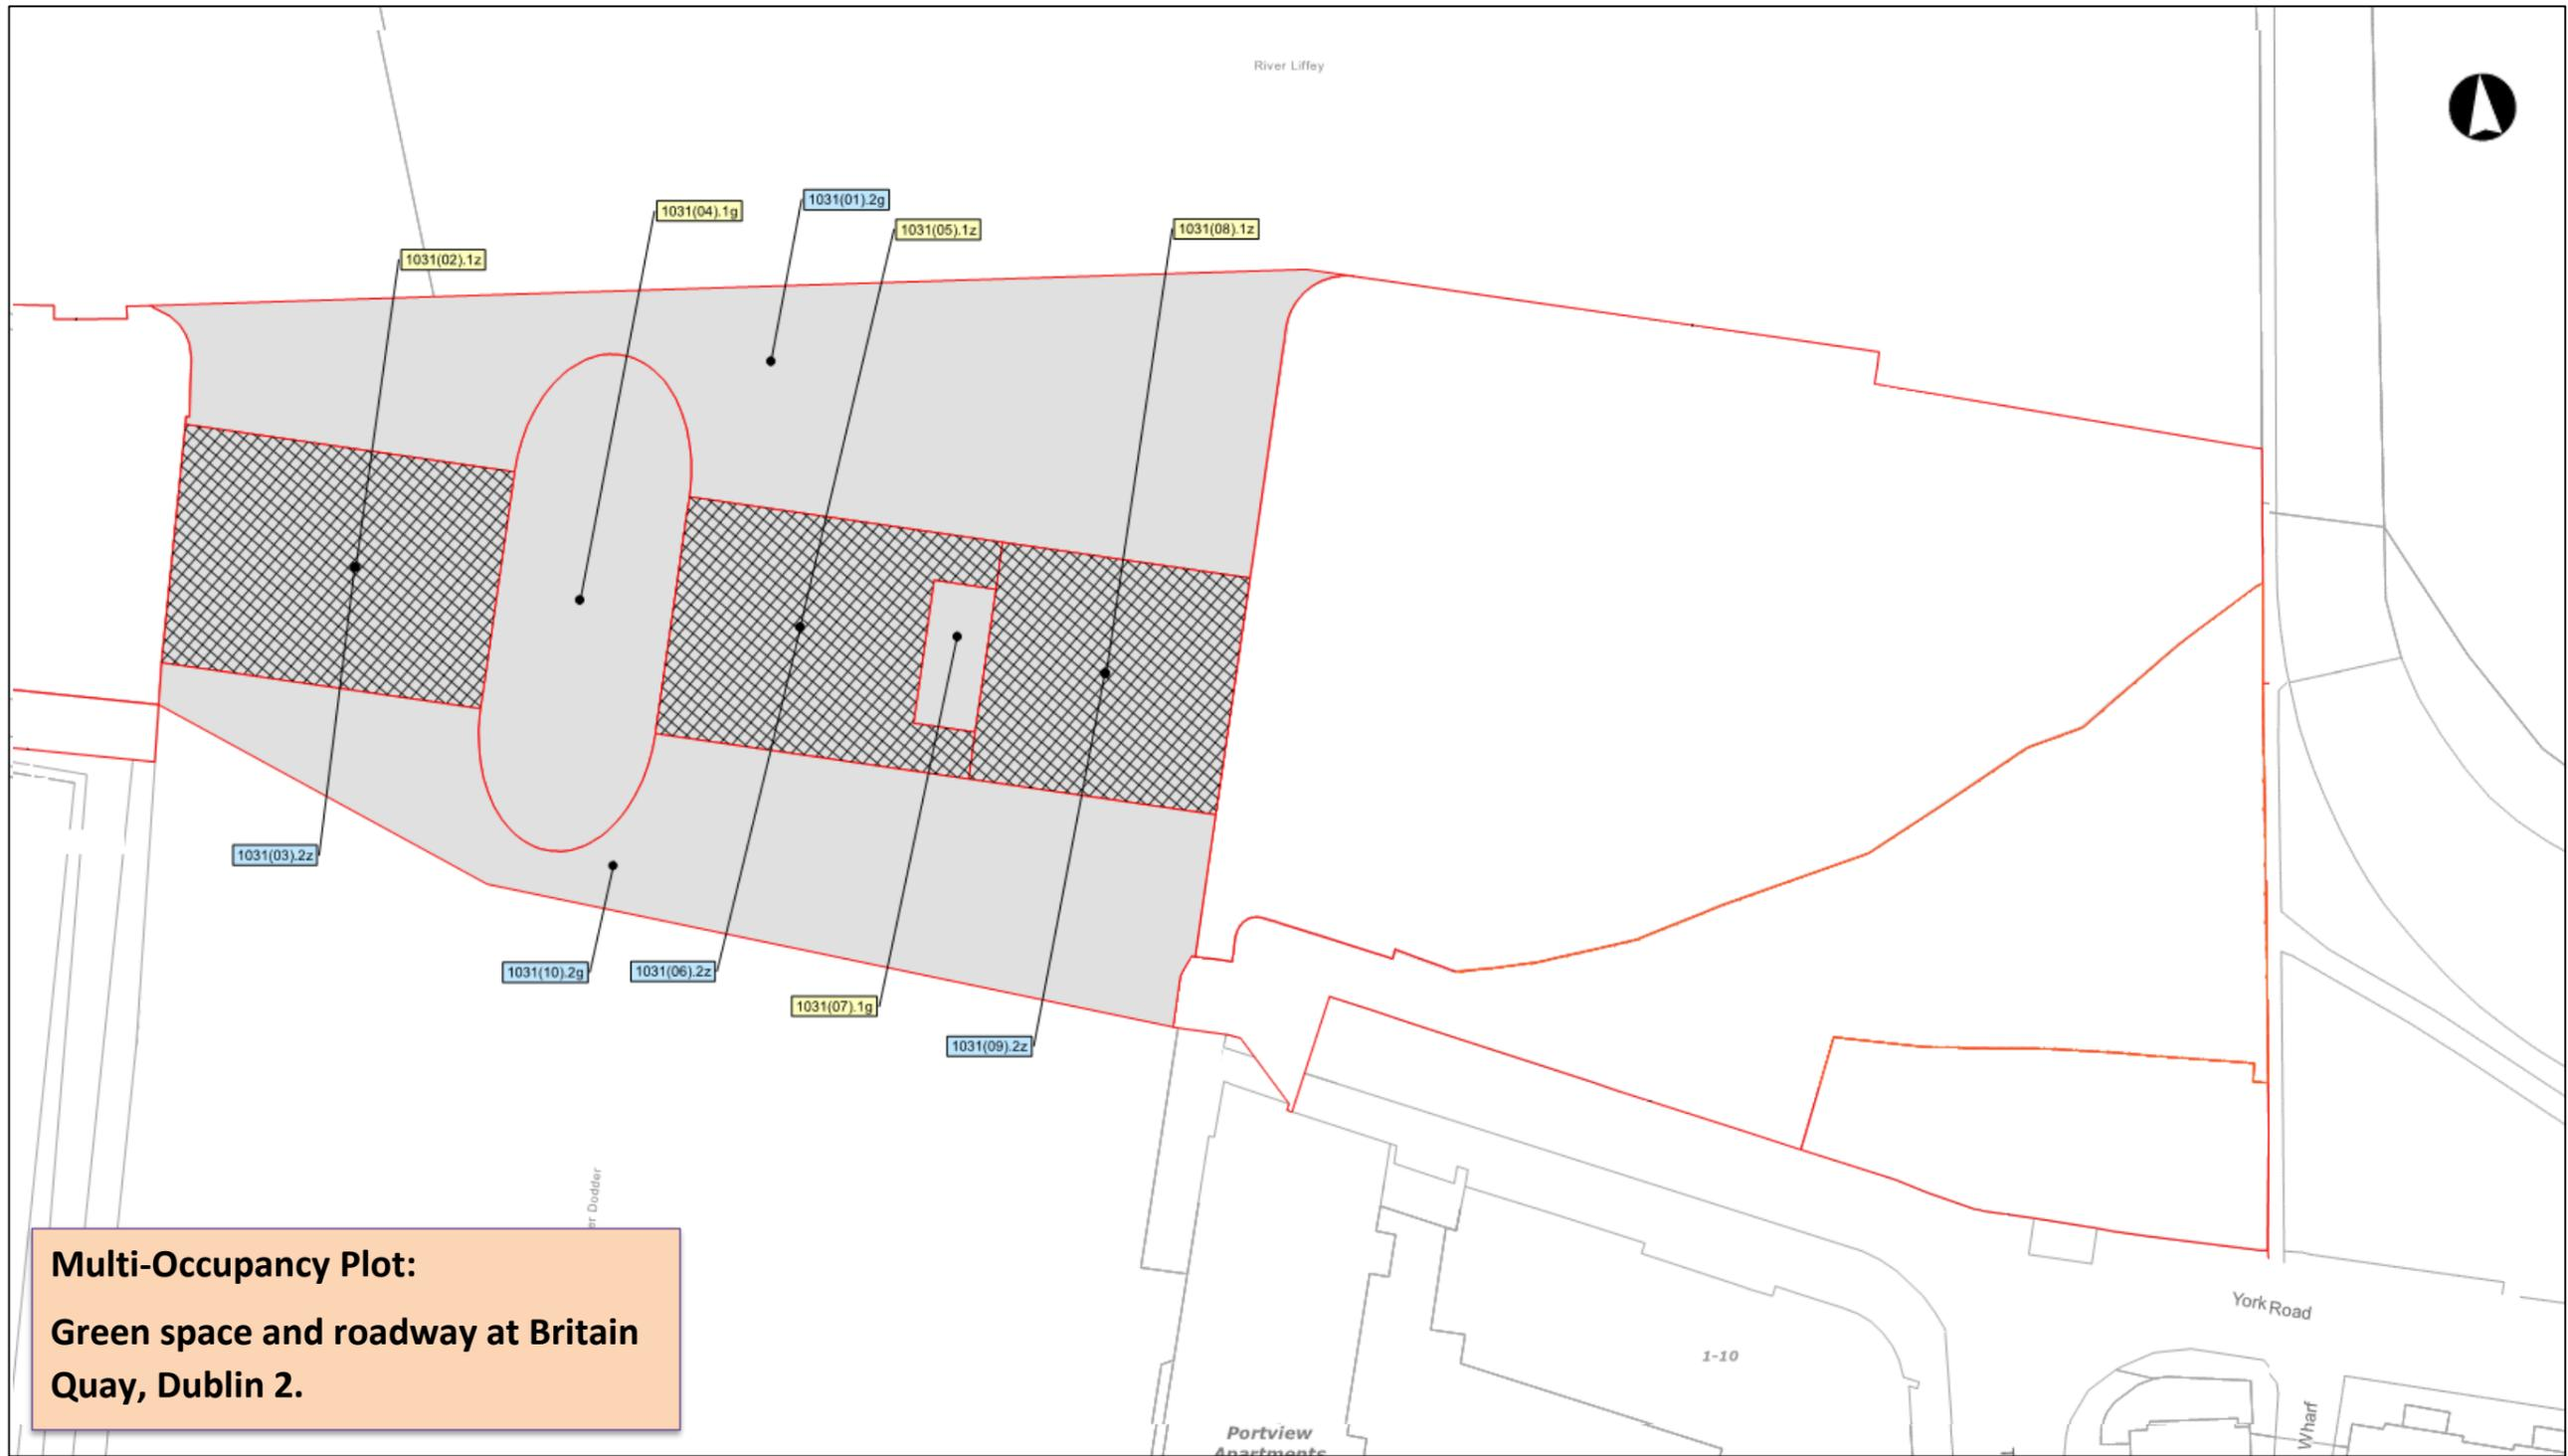 River Liffey
1031(01).2g
1031(04).1g
1031(05).1z
1031(08).1z
1031(02).1z
1031(03).2z
1031(10).2g
1031(06).2z
1031(07).1g
1031(09).2z
Dodder
Multi-Occupancy Plot:
Green space and roadway at Britain
Quay, Dublin 2.
York Road
1-10
Portview
Apartments
Wharf